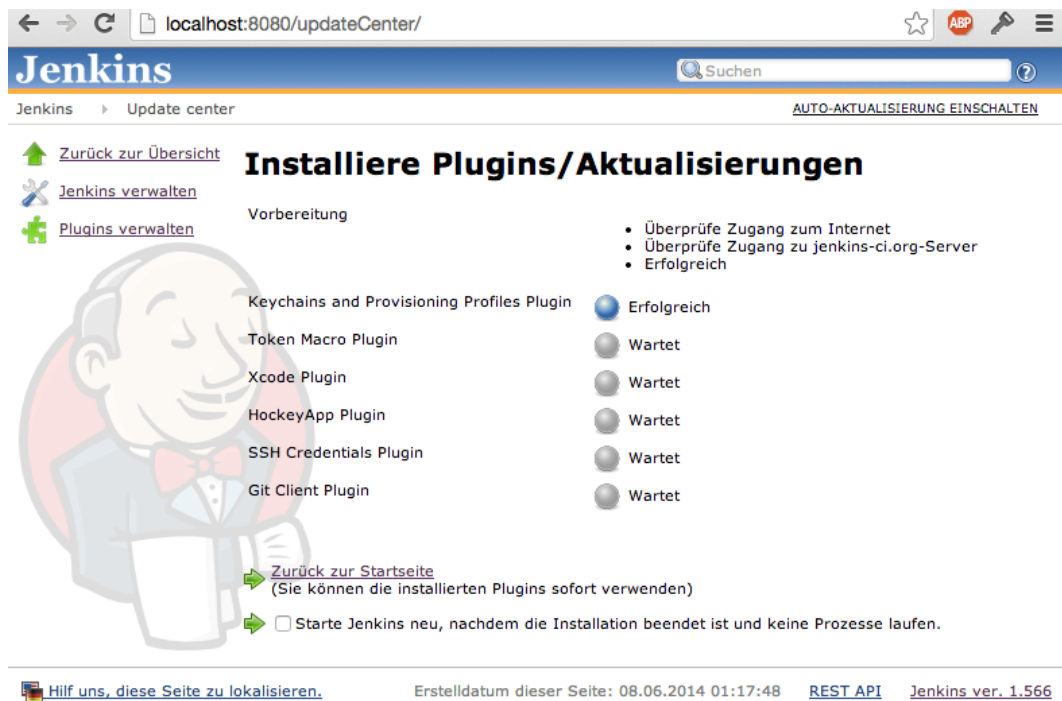 localhost:8080/updateCenter/
ABP
Jenkins
Suchen
?
Jenkins
Update center
AUTO-AKTUALISIERUNG EINSCHALTEN
Zurück zur Übersicht
Jenkins verwalten
Plugins verwalten
Installiere Plugins/Aktualisierungen
Vorbereitung
• Überprüfe Zugang zum Internet
• Überprüfe Zugang zu jenkins-ci.org-Server
• Erfolgreich
Keychains and Provisioning Profiles Plugin Erfolgreich
Token Macro Plugin Wartet
Xcode Plugin Wartet
HockeyApp Plugin Wartet
SSH Credentials Plugin Wartet
Git Client Plugin Wartet
Zurück zur Startseite
(Sie können die installierten Plugins sofort verwenden)
Starte Jenkins neu, nachdem die Installation beendet ist und keine Prozesse laufen.
Hilf uns, diese Seite zu lokalisieren. Erstelldatum dieser Seite: 08.06.2014 01:17:48 REST API Jenkins ver. 1.566